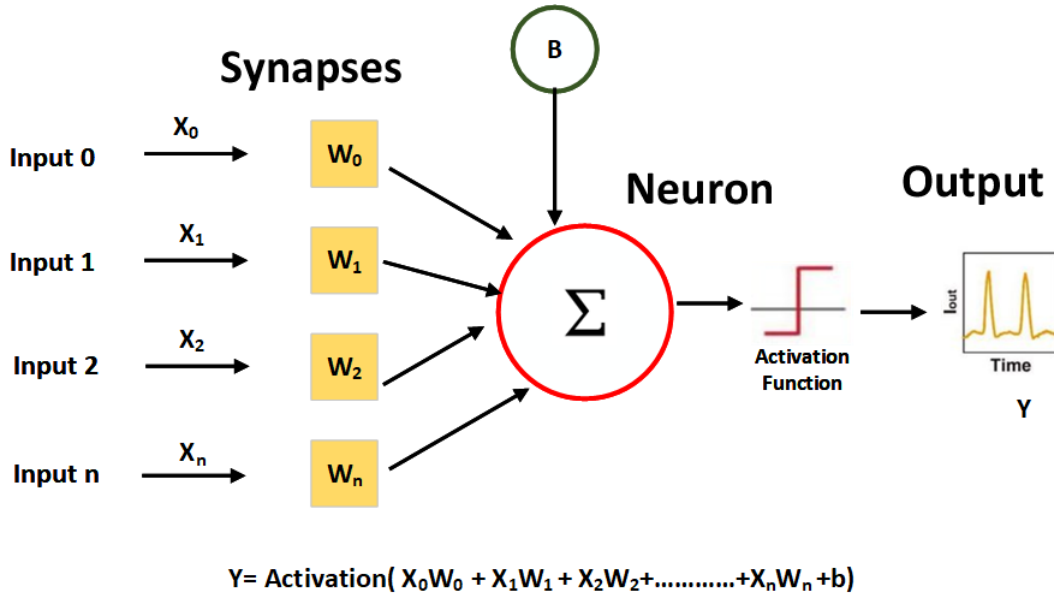 B
Synapses
Input 0
X₀
W₀
Neuron
Output
Input 1
X₁
W₁
Σ
Iout
Time
Activation
Function
Y
Input 2
X₂
W₂
Input n
Xₙ
Wₙ
Y= Activation( X₀W₀ + X₁W₁ + X₂W₂+............+XₙWₙ +b)